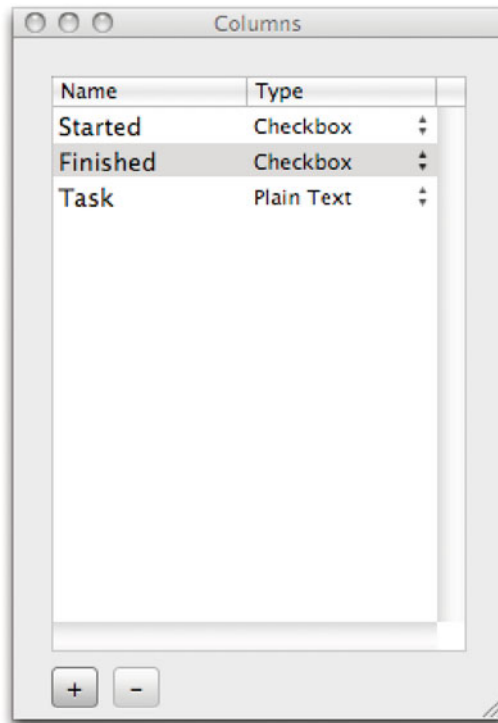 Columns
Name Type
Started Checkbox
Finished Checkbox
Task Plain Text
+ -